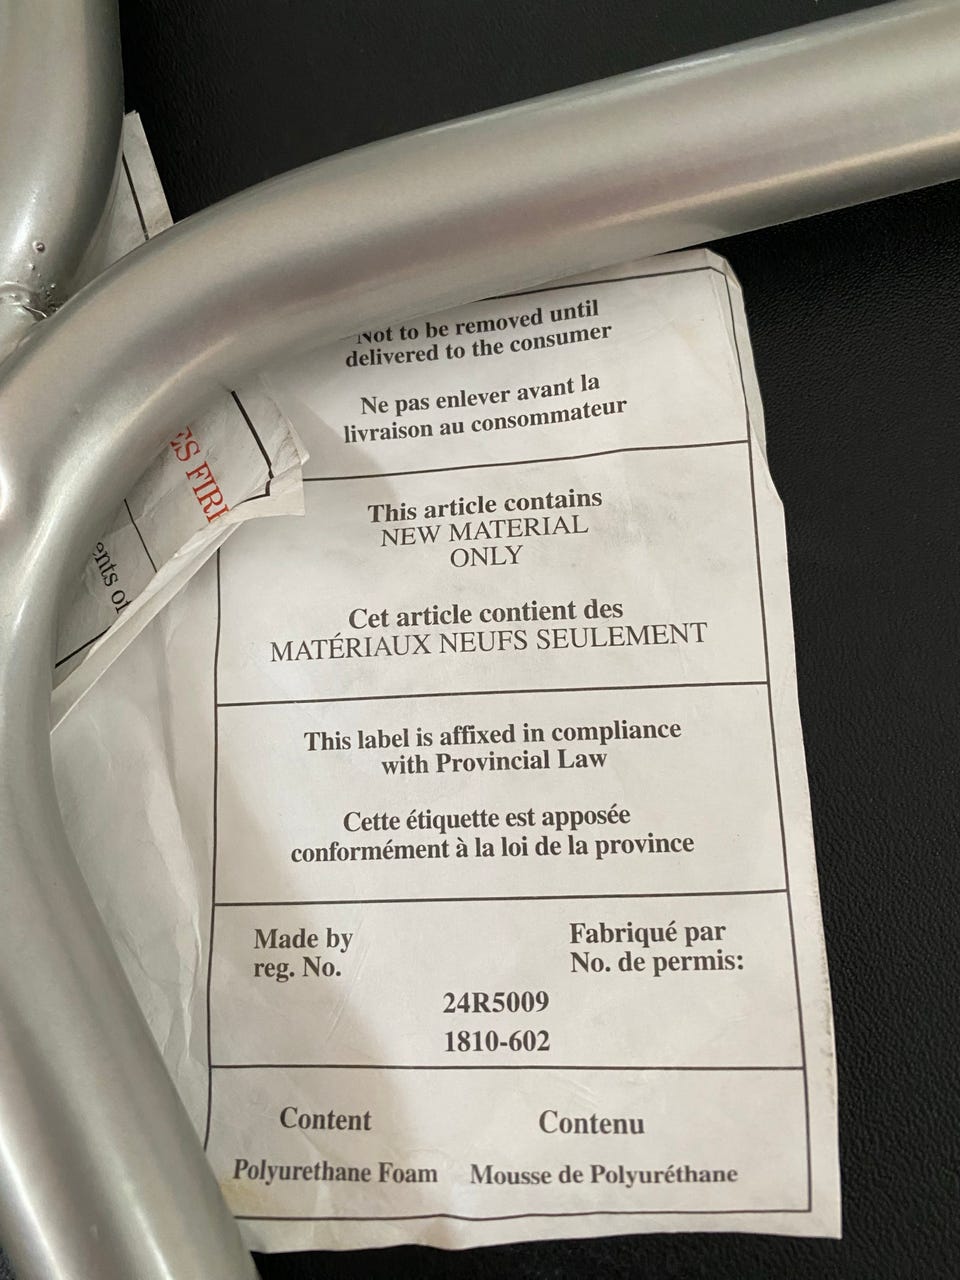 Not to be removed until
delivered to the consumer
Ne pas enlever avant la
livraison au consommateur
This article contains
NEW MATERIAL
ONLY
Cet article contient des
MATÉRIAUX NEUFS SEULEMENT
This label is affixed in compliance
with Provincial Law
Cette étiquette est apposée
conformément à la loi de la province
Made by
reg. No.
Fabriqué par
No. de permis:
24R5009
1810-602
Content
Contenu
Polyurethane Foam
Mousse de Polyuréthane